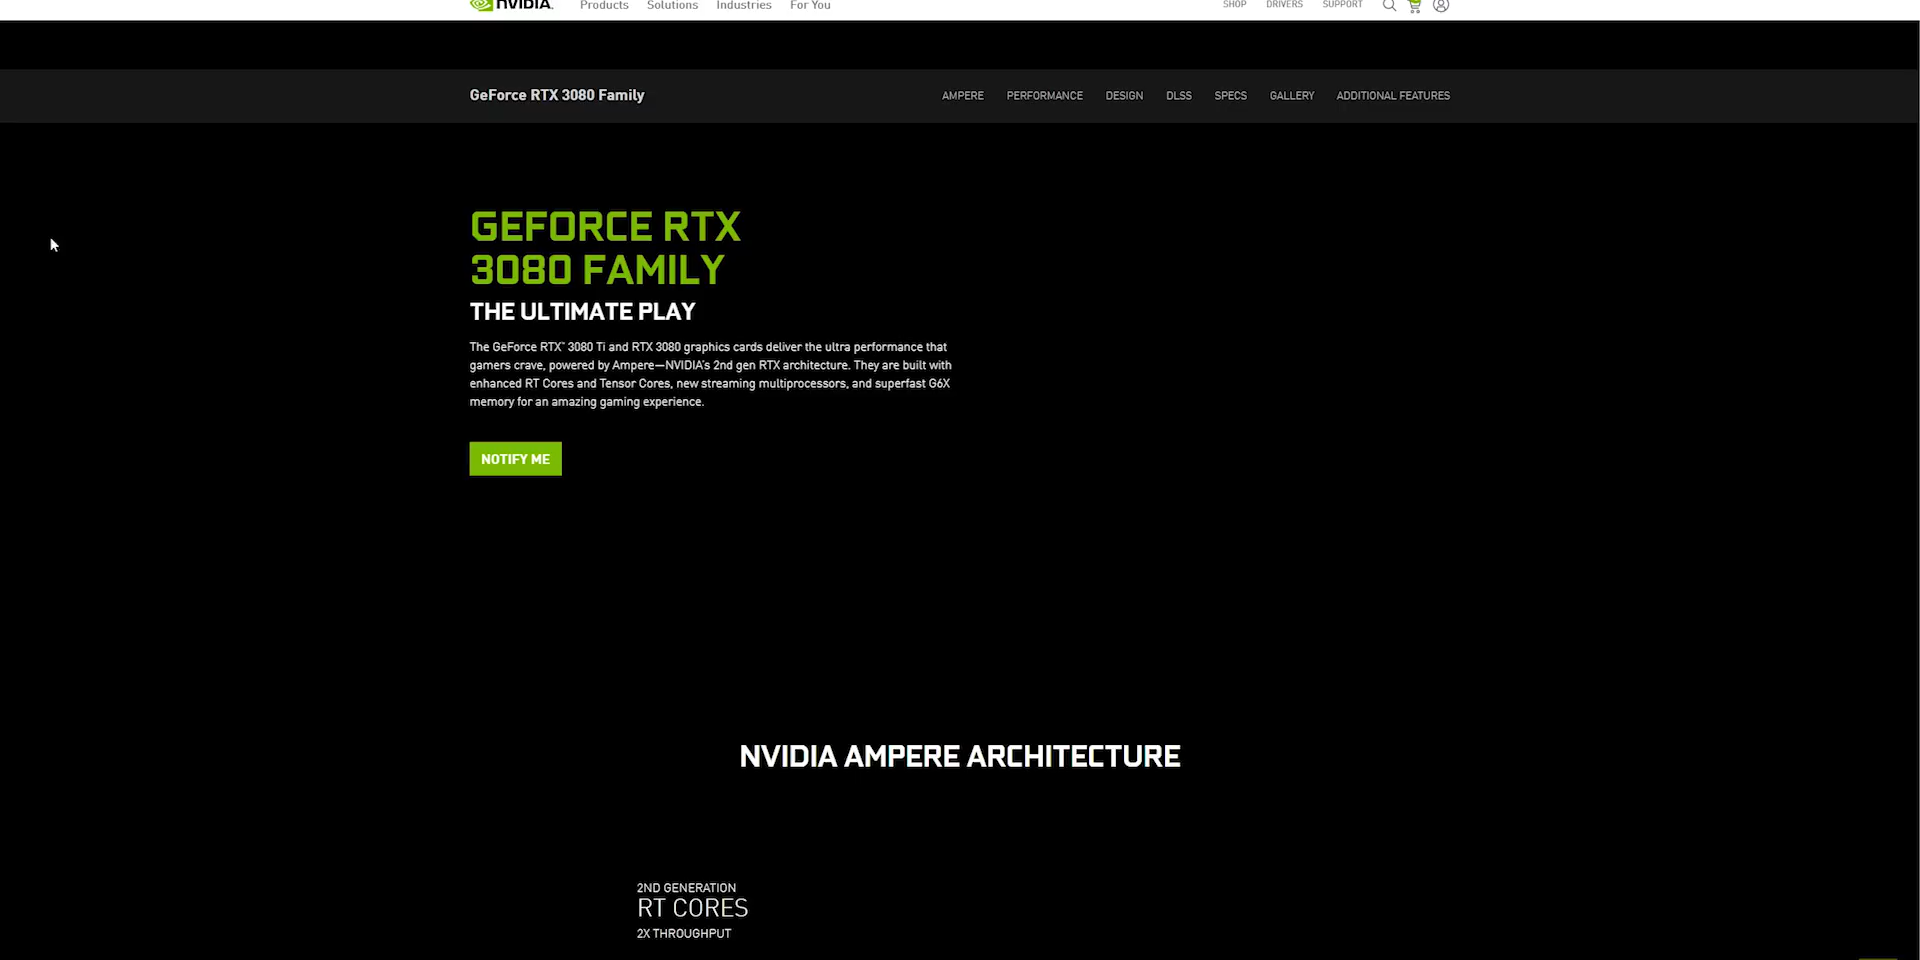 NVIDIA.
Products Solutions Industries For You
SHOP DRIVERS SUPPORT
GeForce RTX 3080 Family
AMPERE PERFORMANCE DESIGN DLSS SPECS GALLERY ADDITIONAL FEATURES
GEFORCE RTX
3080 FAMILY
THE ULTIMATE PLAY
The GeForce RTX™ 3080 Ti and RTX 3080 graphics cards deliver the ultra performance that
gamers crave, powered by Ampere—NVIDIA's 2nd gen RTX architecture. They are built with
enhanced RT Cores and Tensor Cores, new streaming multiprocessors, and superfast G6X
memory for an amazing gaming experience.
NOTIFY ME
NVIDIA AMPERE ARCHITECTURE
2ND GENERATION
RT CORES
2X THROUGHPUT